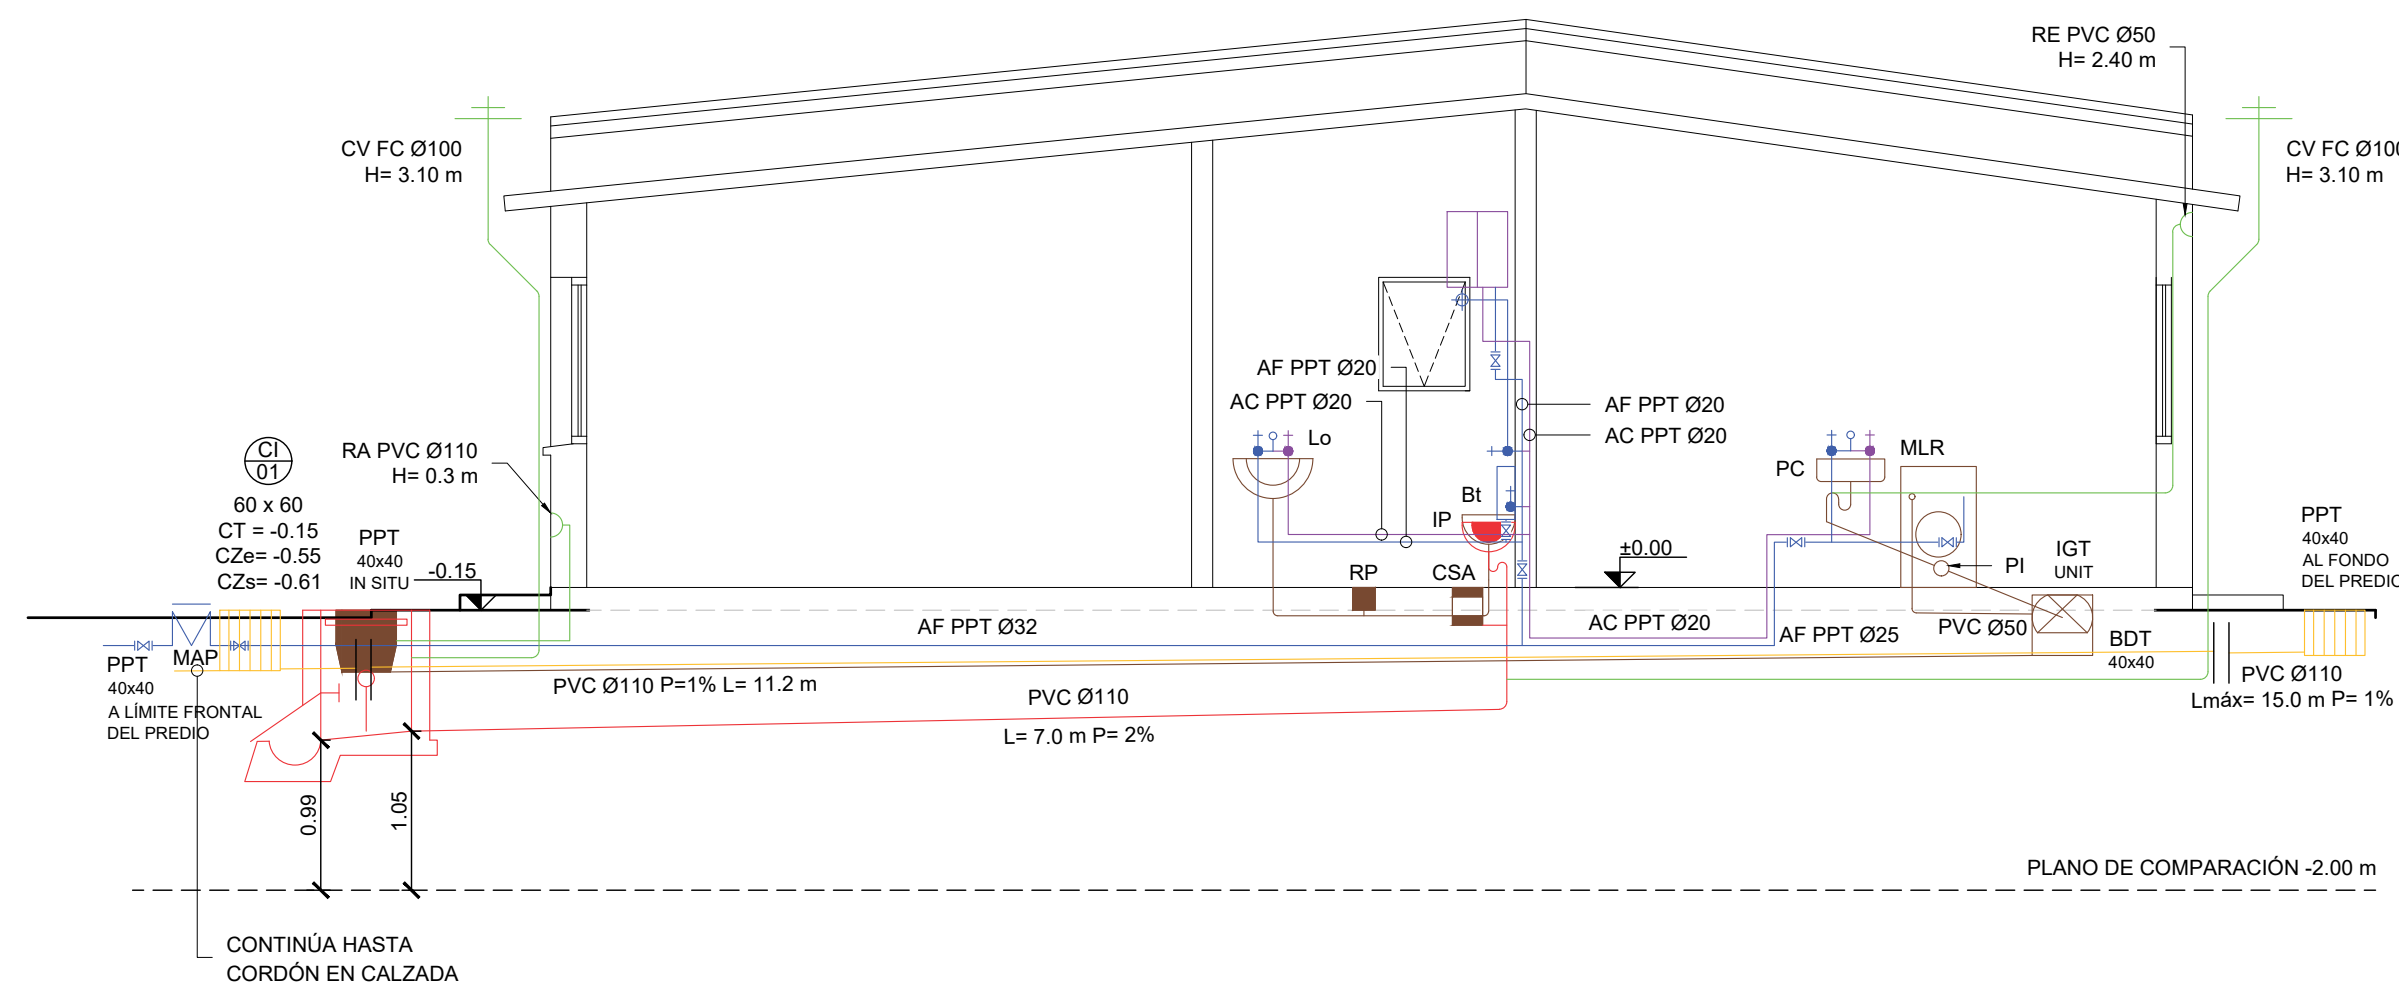 RE PVC Ø50
H= 2.40 m
CV FC Ø100
H= 3.10 m
CV FC Ø100
H= 3.10 m
AF PPT Ø20
AC PPT Ø20
Lo
AF PPT Ø20
AC PPT Ø20
CI
01
60 x 60
CT = -0.15
CZe= -0.55
CZs= -0.61
RA PVC Ø110
H= 0.3 m
PPT
40x40
IN SITU
-0.15
Bt
IP
RP
CSA
±0.00
PC
MLR
PI
IGT
UNIT
PPT
40x40
AL FONDO
DEL PREDIO
AF PPT Ø32
AC PPT Ø20
AF PPT Ø25
PVC Ø50
BDT
40x40
PPT
40x40
A LÍMITE FRONTAL
DEL PREDIO
MAP
PVC Ø110 P=1% L= 11.2 m
PVC Ø110
L= 7.0 m P= 2%
PVC Ø110
Lmáx= 15.0 m P= 1%
0.99
1.05
PLANO DE COMPARACIÓN -2.00 m
CONTINÚA HASTA
CORDÓN EN CALZADA